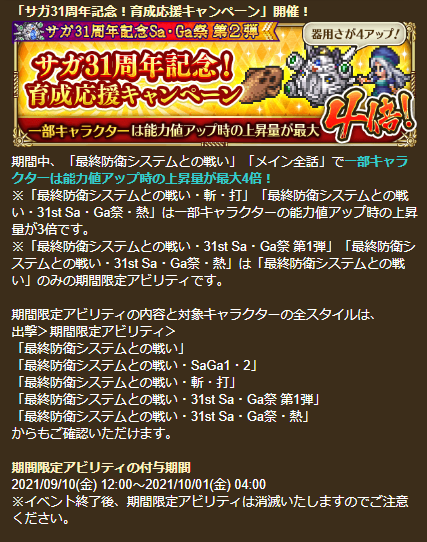 「サガ31周年記念！育成応援キャンペーン」開催！
サガ31周年記念Sa・Ga祭 第2弾
器用さが4アップ！
サガ31周年記念！
育成応援キャンペーン
一部キャラクターは能力値アップ時の上昇量が最大4倍！
期間中、「最終防衛システムとの戦い」「メイン全話」で一部キャラ
クターは能力値アップ時の上昇量が最大4倍！
※「最終防衛システムとの戦い・斬・打」「最終防衛システムとの戦
い・31st Sa・Ga祭・熱」は一部キャラクターの能力値アップ時の上昇
量が3倍です。
※「最終防衛システムとの戦い・31st Sa・Ga祭 第1弾」「最終防衛シ
ステムとの戦い・31st Sa・Ga祭・熱」は「最終防衛システムとの戦
い」のみの期間限定アビリティです。
期間限定アビリティの内容と対象キャラクターの全スタイルは、
出撃＞期間限定アビリティ＞
「最終防衛システムとの戦い」
「最終防衛システムとの戦い・SaGa1・2」
「最終防衛システムとの戦い・斬・打」
「最終防衛システムとの戦い・31st Sa・Ga祭 第1弾」
「最終防衛システムとの戦い・31st Sa・Ga祭・熱」
からもご確認いただけます。
期間限定アビリティの付与期間
2021/09/10(金) 12:00～2021/10/01(金) 04:00
※イベント終了後、期間限定アビリティは消滅いたしますのでご注意
ください。